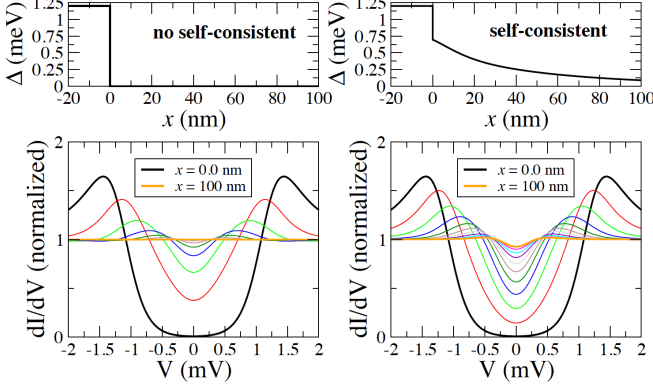 1.25
1
0.75
0.5
0.25
0
Δ (meV)
no self-consistent
-20 0 20 40 60 80 100
x (nm)
1.25
1
0.75
0.5
0.25
0
Δ (meV)
self-consistent
-20 0 20 40 60 80 100
x (nm)
2
1
0
dI/dV (normalized)
x = 0.0 nm
x = 100 nm
-2 -1.5 -1 -0.5 0 0.5 1 1.5 2
V (mV)
2
1
0
dI/dV (normalized)
x = 0.0 nm
x = 100 nm
-2 -1.5 -1 -0.5 0 0.5 1 1.5 2
V (mV)